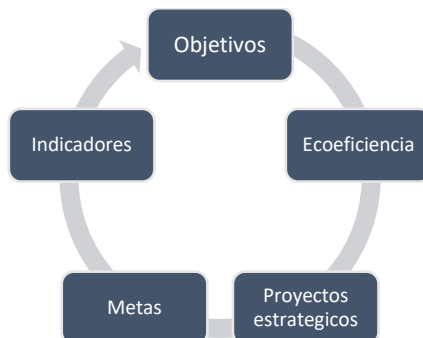 Objetivos
Ecoeficiencia
Proyectos
estrategicos
Metas
Indicadores